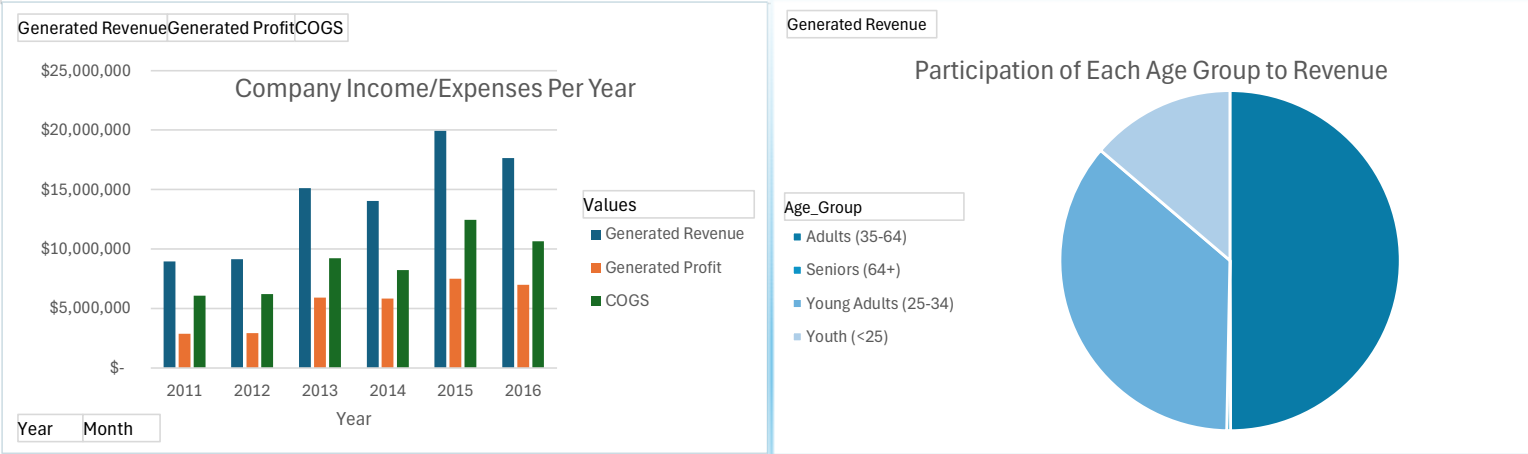 Generated Revenue Generated Profit COGS
Company Income/Expenses Per Year
$25,000,000
$20,000,000
$15,000,000
$10,000,000
$5,000,000
$-
2011 2012 2013 2014 2015 2016
Year
Values
Generated Revenue
Generated Profit
COGS
Year Month
Generated Revenue
Participation of Each Age Group to Revenue
Age_Group
Adults (35-64)
Seniors (64+)
Young Adults (25-34)
Youth (<25)